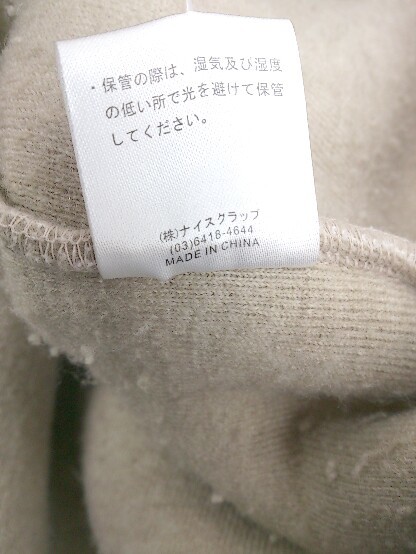 ・保管の際は、湿気及び湿度
の低い所で光を避けて保管
してください。
(株)ナイスクラップ
(03)6418-4644
MADE IN CHINA